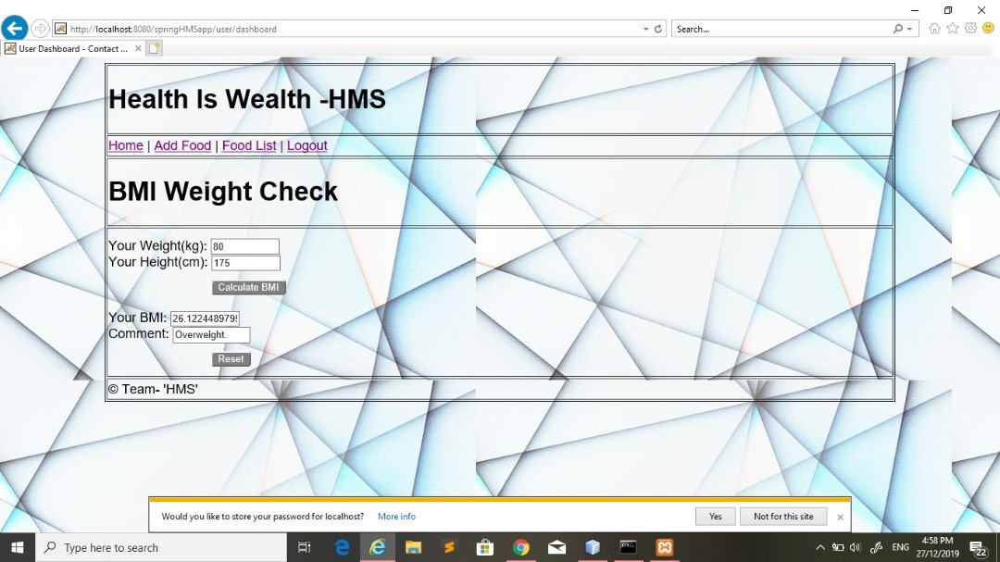 http://localhost:8080/springHMSapp/user/dashboard
Search...
User Dashboard - Contact ...
Health Is Wealth -HMS
Home | Add Food | Food List | Logout
BMI Weight Check
Your Weight(kg): 80
Your Height(cm): 175
Calculate BMI
Your BMI: 26.1224489795
Comment: Overweight.
Reset
© Team- 'HMS'
Would you like to store your password for localhost? More info Yes Not for this site
Type here to search
ENG
4:58 PM
27/12/2019
22